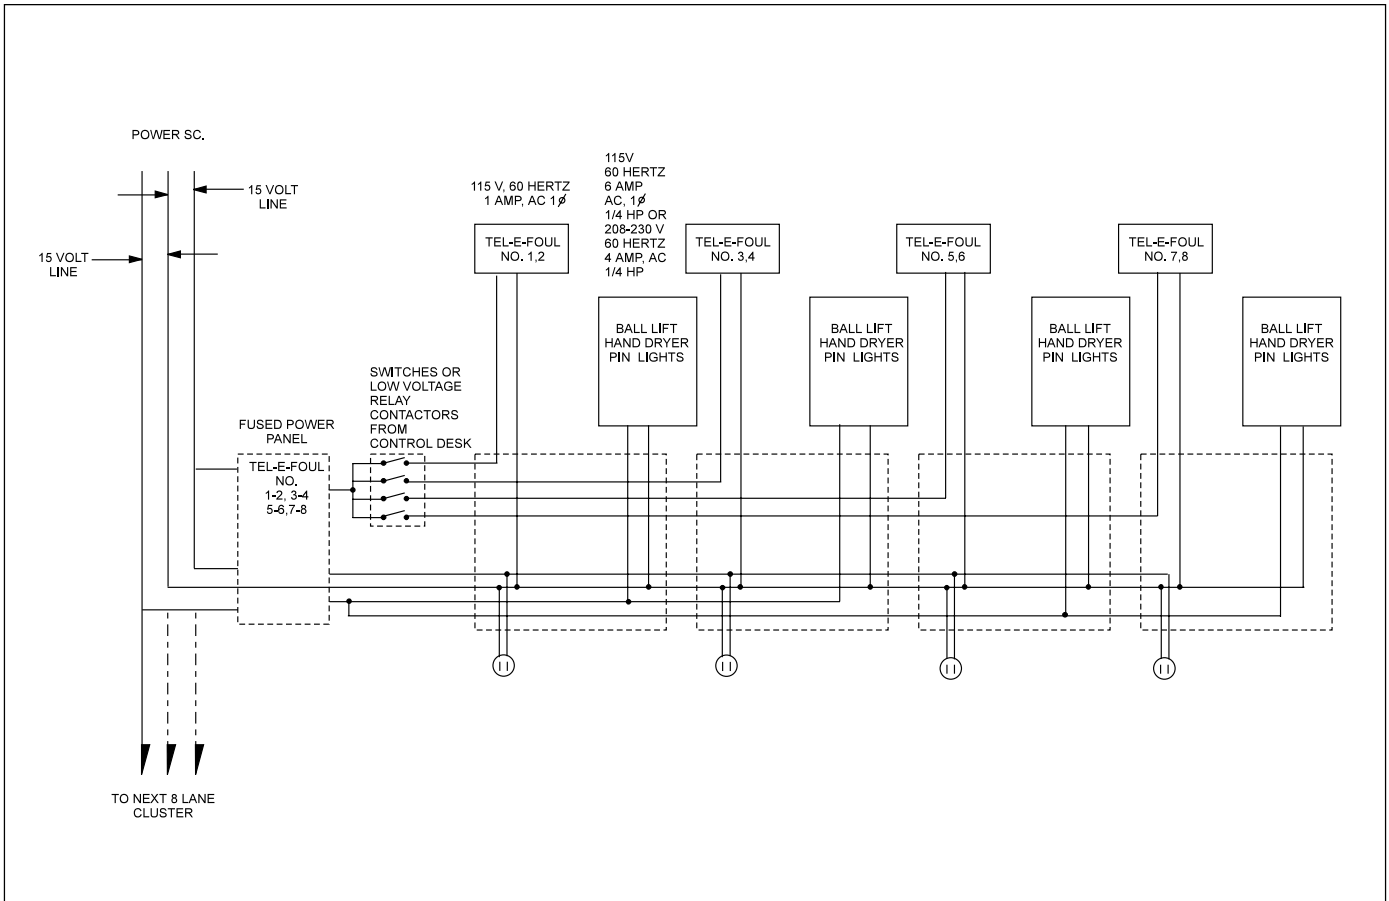 POWER SC.
15 VOLT
LINE
15 VOLT
LINE
115 V, 60 HERTZ
1 AMP, AC 1ø
115V
60 HERTZ
6 AMP
AC, 1ø
1/4 HP OR
208-230 V
60 HERTZ
4 AMP, AC
1/4 HP
TEL-E-FOUL
NO. 1,2
TEL-E-FOUL
NO. 3,4
TEL-E-FOUL
NO. 5,6
TEL-E-FOUL
NO. 7,8
BALL LIFT
HAND DRYER
PIN LIGHTS
BALL LIFT
HAND DRYER
PIN LIGHTS
BALL LIFT
HAND DRYER
PIN LIGHTS
BALL LIFT
HAND DRYER
PIN LIGHTS
SWITCHES OR
LOW VOLTAGE
RELAY
CONTACTORS
FROM
CONTROL DESK
FUSED POWER
PANEL
TEL-E-FOUL
NO.
1-2, 3-4
5-6,7-8
TO NEXT 8 LANE
CLUSTER